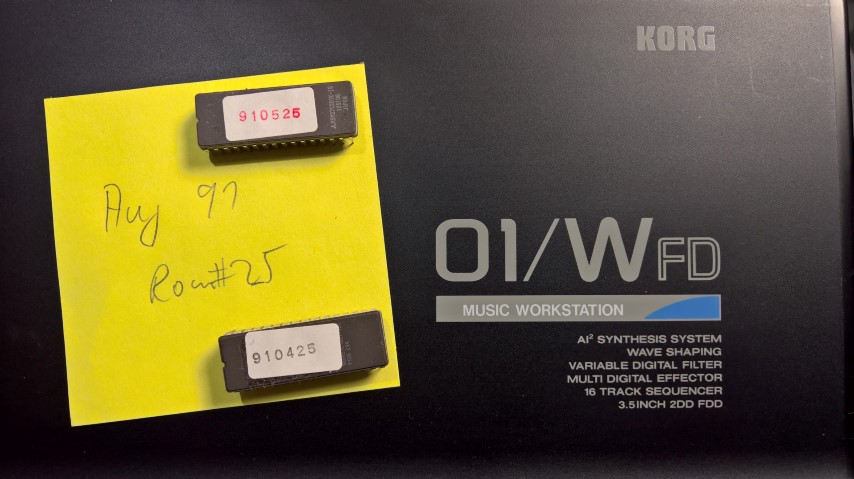 KORG
910525
Aug 91
Rom#25
910425
01/WFD
MUSIC WORKSTATION
AI² SYNTHESIS SYSTEM
WAVE SHAPING
VARIABLE DIGITAL FILTER
MULTI DIGITAL EFFECTOR
16 TRACK SEQUENCER
3.5INCH 2DD FDD